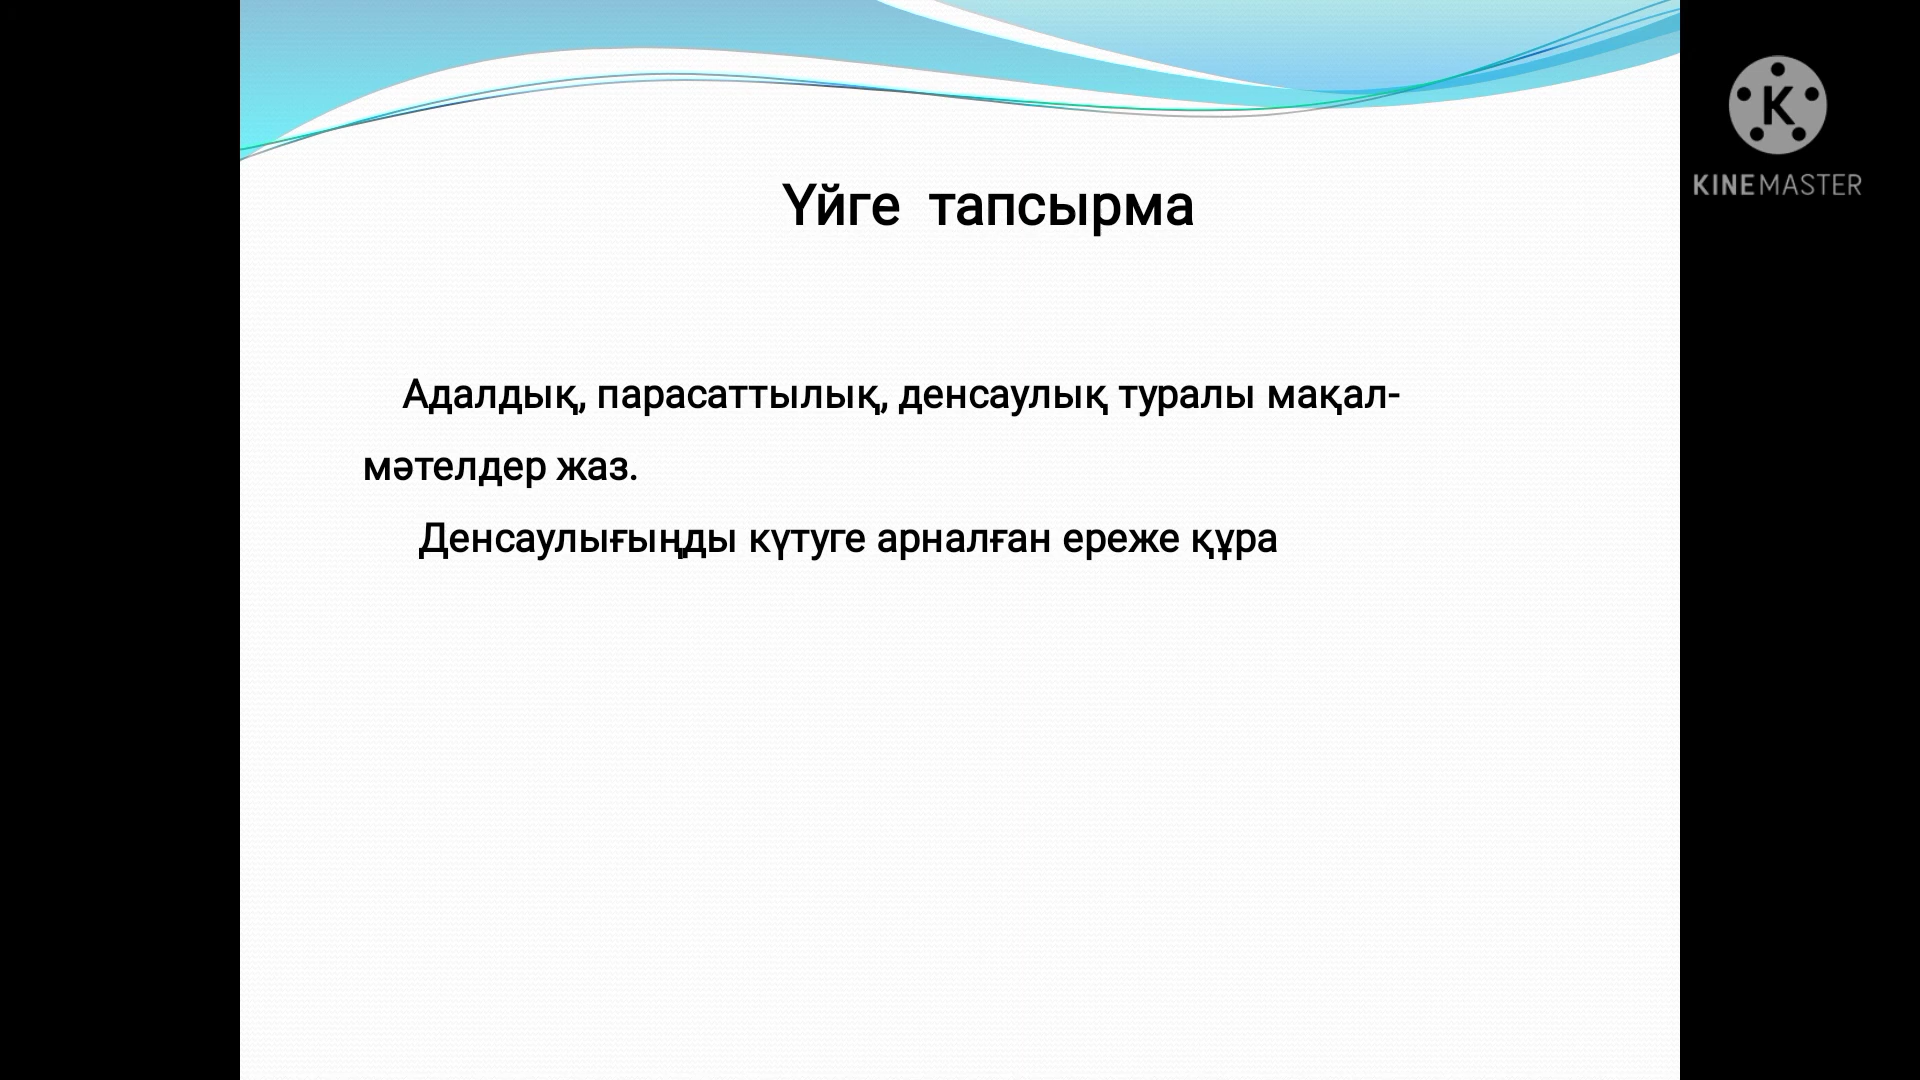 Үйге тапсырма
Адалдық, парасаттылық, денсаулық туралы мақал-
мәтелдер жаз.
Денсаулығыңды күтуге арналған ереже құра
K
KINEMASTER